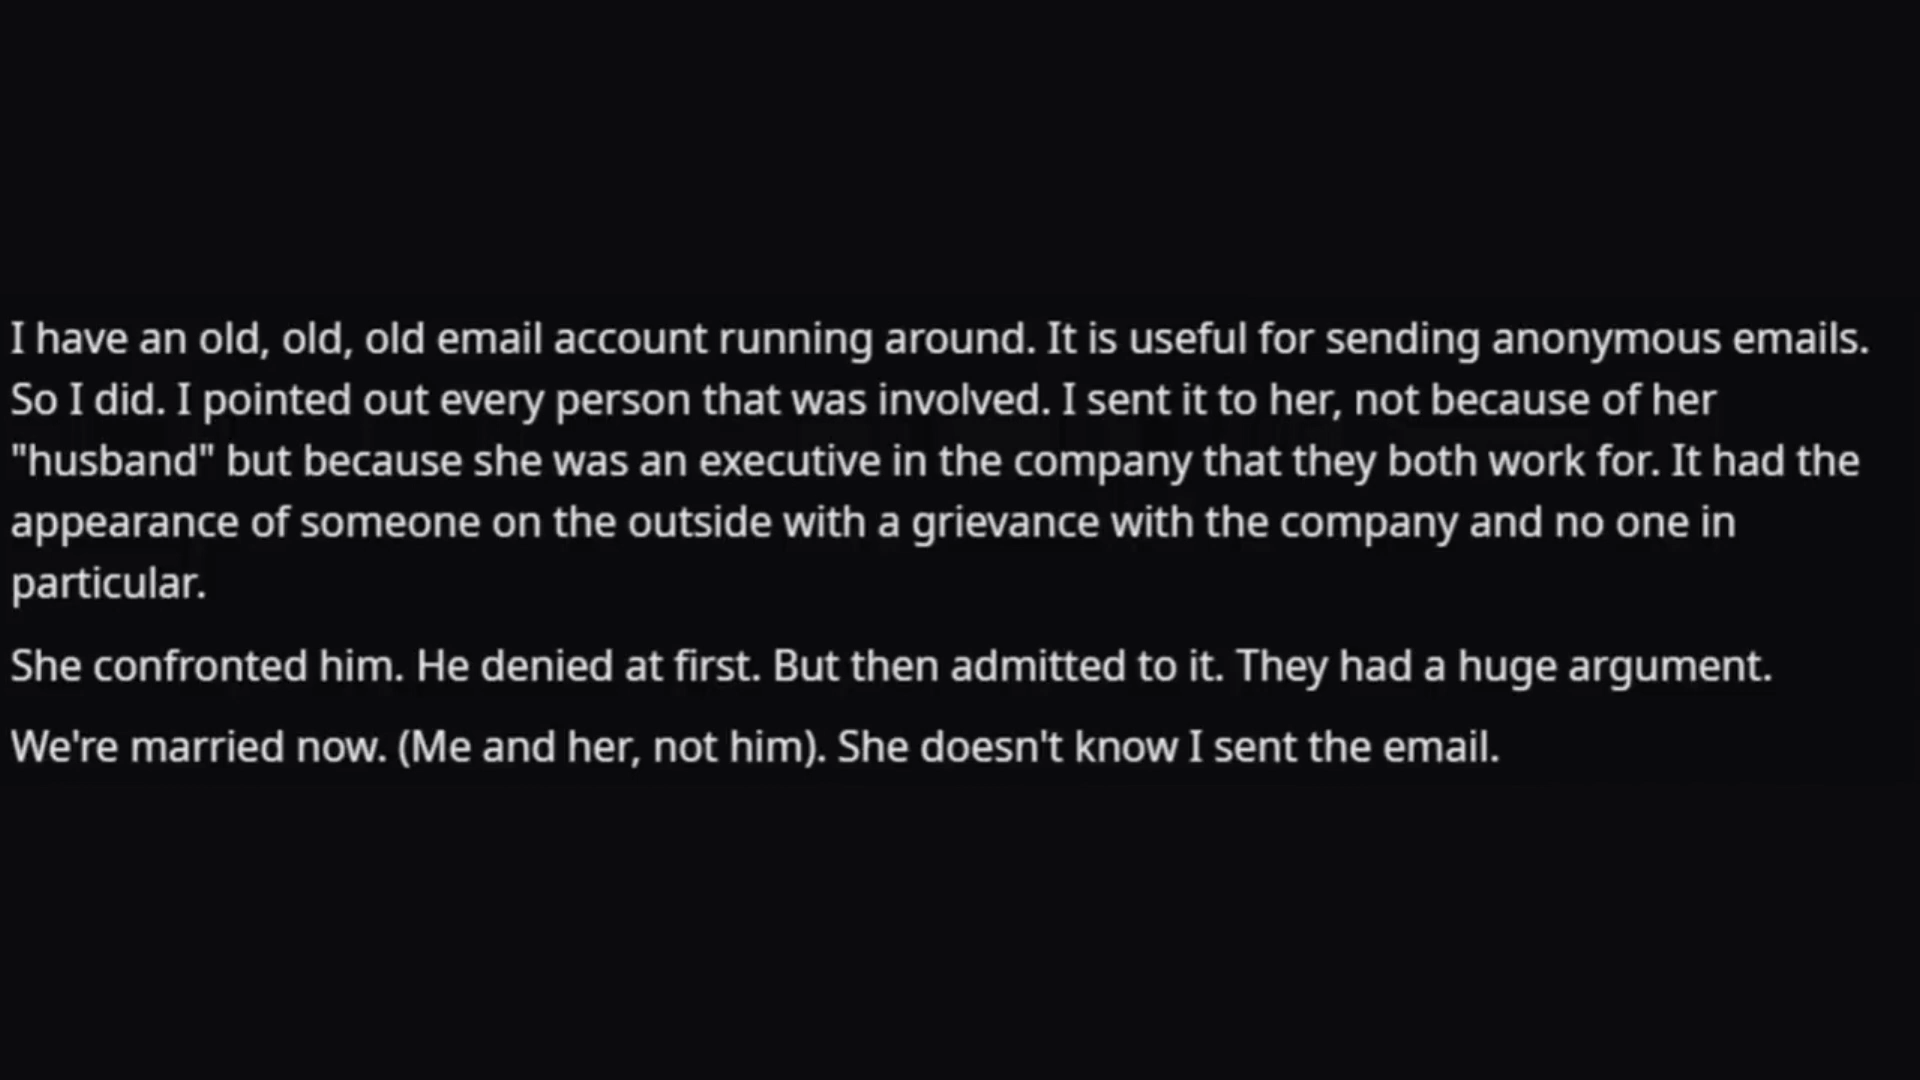 I have an old, old, old email account running around. It is useful for sending anonymous emails.
So I did. I pointed out every person that was involved. I sent it to her, not because of her
"husband" but because she was an executive in the company that they both work for. It had the
appearance of someone on the outside with a grievance with the company and no one in
particular.
She confronted him. He denied at first. But then admitted to it. They had a huge argument.
We're married now. (Me and her, not him). She doesn't know I sent the email.